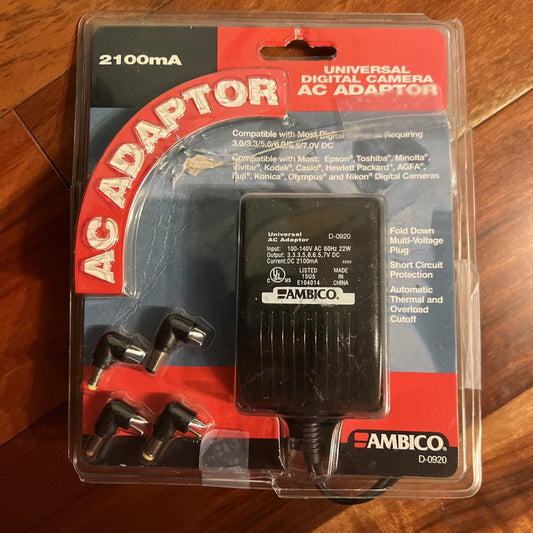 2100mA
UNIVERSAL
DIGITAL CAMERA
AC ADAPTOR
AC ADAPTOR
Compatible with Most Digital Cameras Requiring
3.0/3.3/5.0/6.0/6.5/7.0V DC
Compatible with Most: Epson®, Toshiba®, Minolta®,
Vivitar®, Kodak®, Casio®, Hewlett Packard®, AGFA®,
Fuji®, Konica®, Olympus® and Nikon® Digital Cameras
Universal
AC Adaptor D-0920
Input: 100-140V AC 60Hz 22W
Output: 3,3.3,5,6,6.5,7V DC
Current:DC 2100mA
UL
C US
LISTED
15U5
E104014
MADE
IN
CHINA
AMBICO®
Fold Down
Multi-Voltage
Plug
Short Circuit
Protection
Automatic
Thermal and
Overload
Cutoff
AMBICO®
D-0920